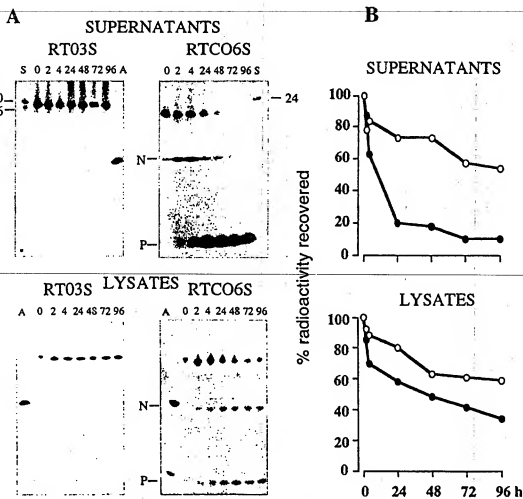 A
SUPERNATANTS
RT03S RTCO6S
S 0 2 4 24 48 72 96 A 0 2 4 24 48 72 96 S
24
N
P
LYSATES
RT03S RTCO6S
A 0 2 4 24 48 72 96 A 0 2 4 24 48 72 96
N
P
B
SUPERNATANTS
% radioactivity recovered
100
80
60
40
20
0
LYSATES
100
80
60
40
20
0
0 24 48 72 96 h